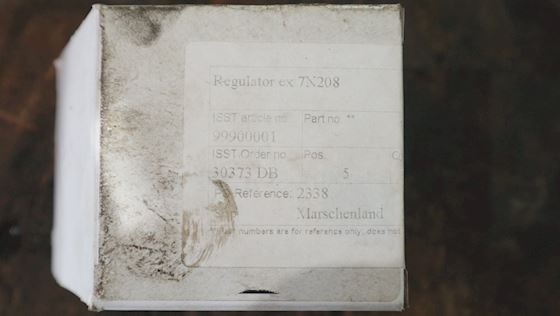 Regulator ex 7N208
ISST article no. Part no. **
99900001
ISST Order no. Pos.
30373 DB 5
Reference: 2338
Marschenland
numbers are for reference only, does not